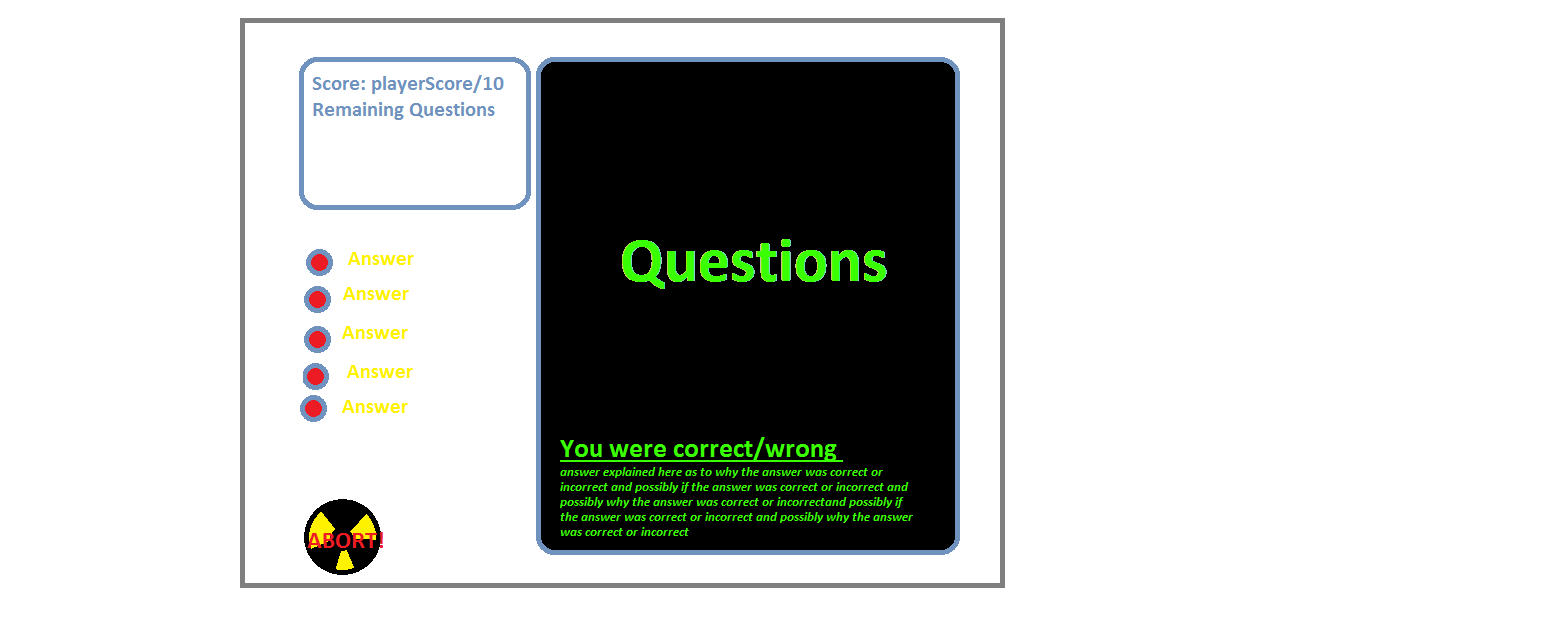 Score: playerScore/10
Remaining Questions
Answer
Answer
Answer
Answer
Answer
ABORT!
Questions
You were correct/wrong
answer explained here as to why the answer was correct or
incorrect and possibly if the answer was correct or incorrect and
possibly why the answer was correct or incorrectand possibly if
the answer was correct or incorrect and possibly why the answer
was correct or incorrect